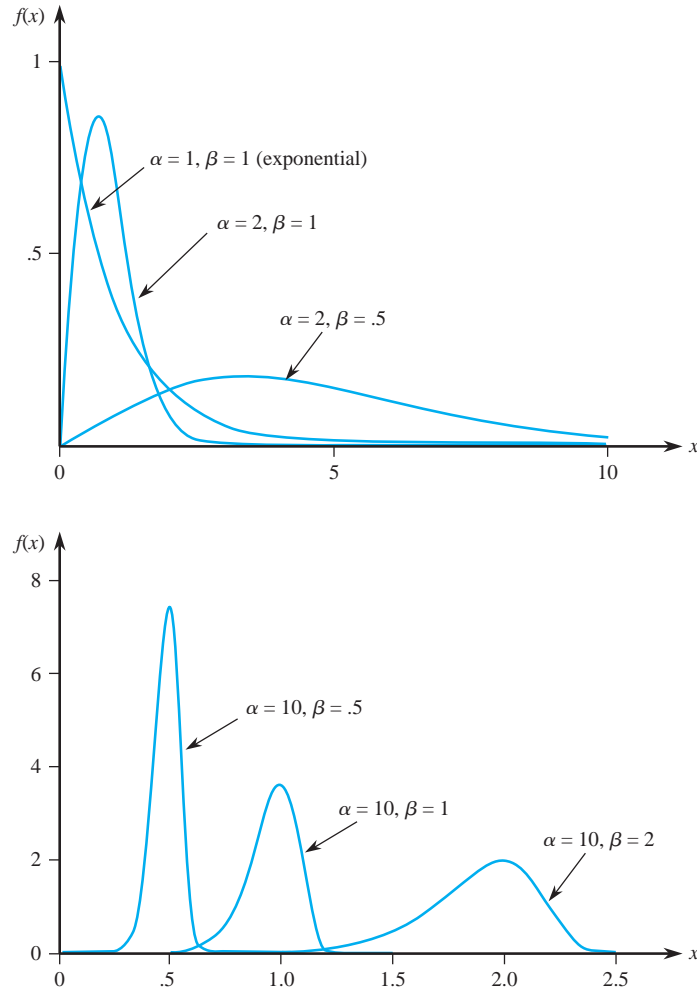 f(x)
1
α = 1, β = 1 (exponential)
α = 2, β = 1
.5
α = 2, β = .5
x
0
5
10
f(x)
8
6
α = 10, β = .5
4
α = 10, β = 1
α = 10, β = 2
2
0
x
0
.5
1.0
1.5
2.0
2.5